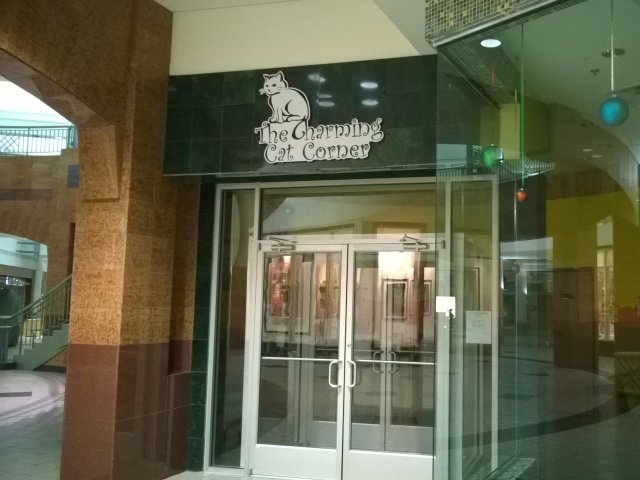 The Charming
Cat Corner